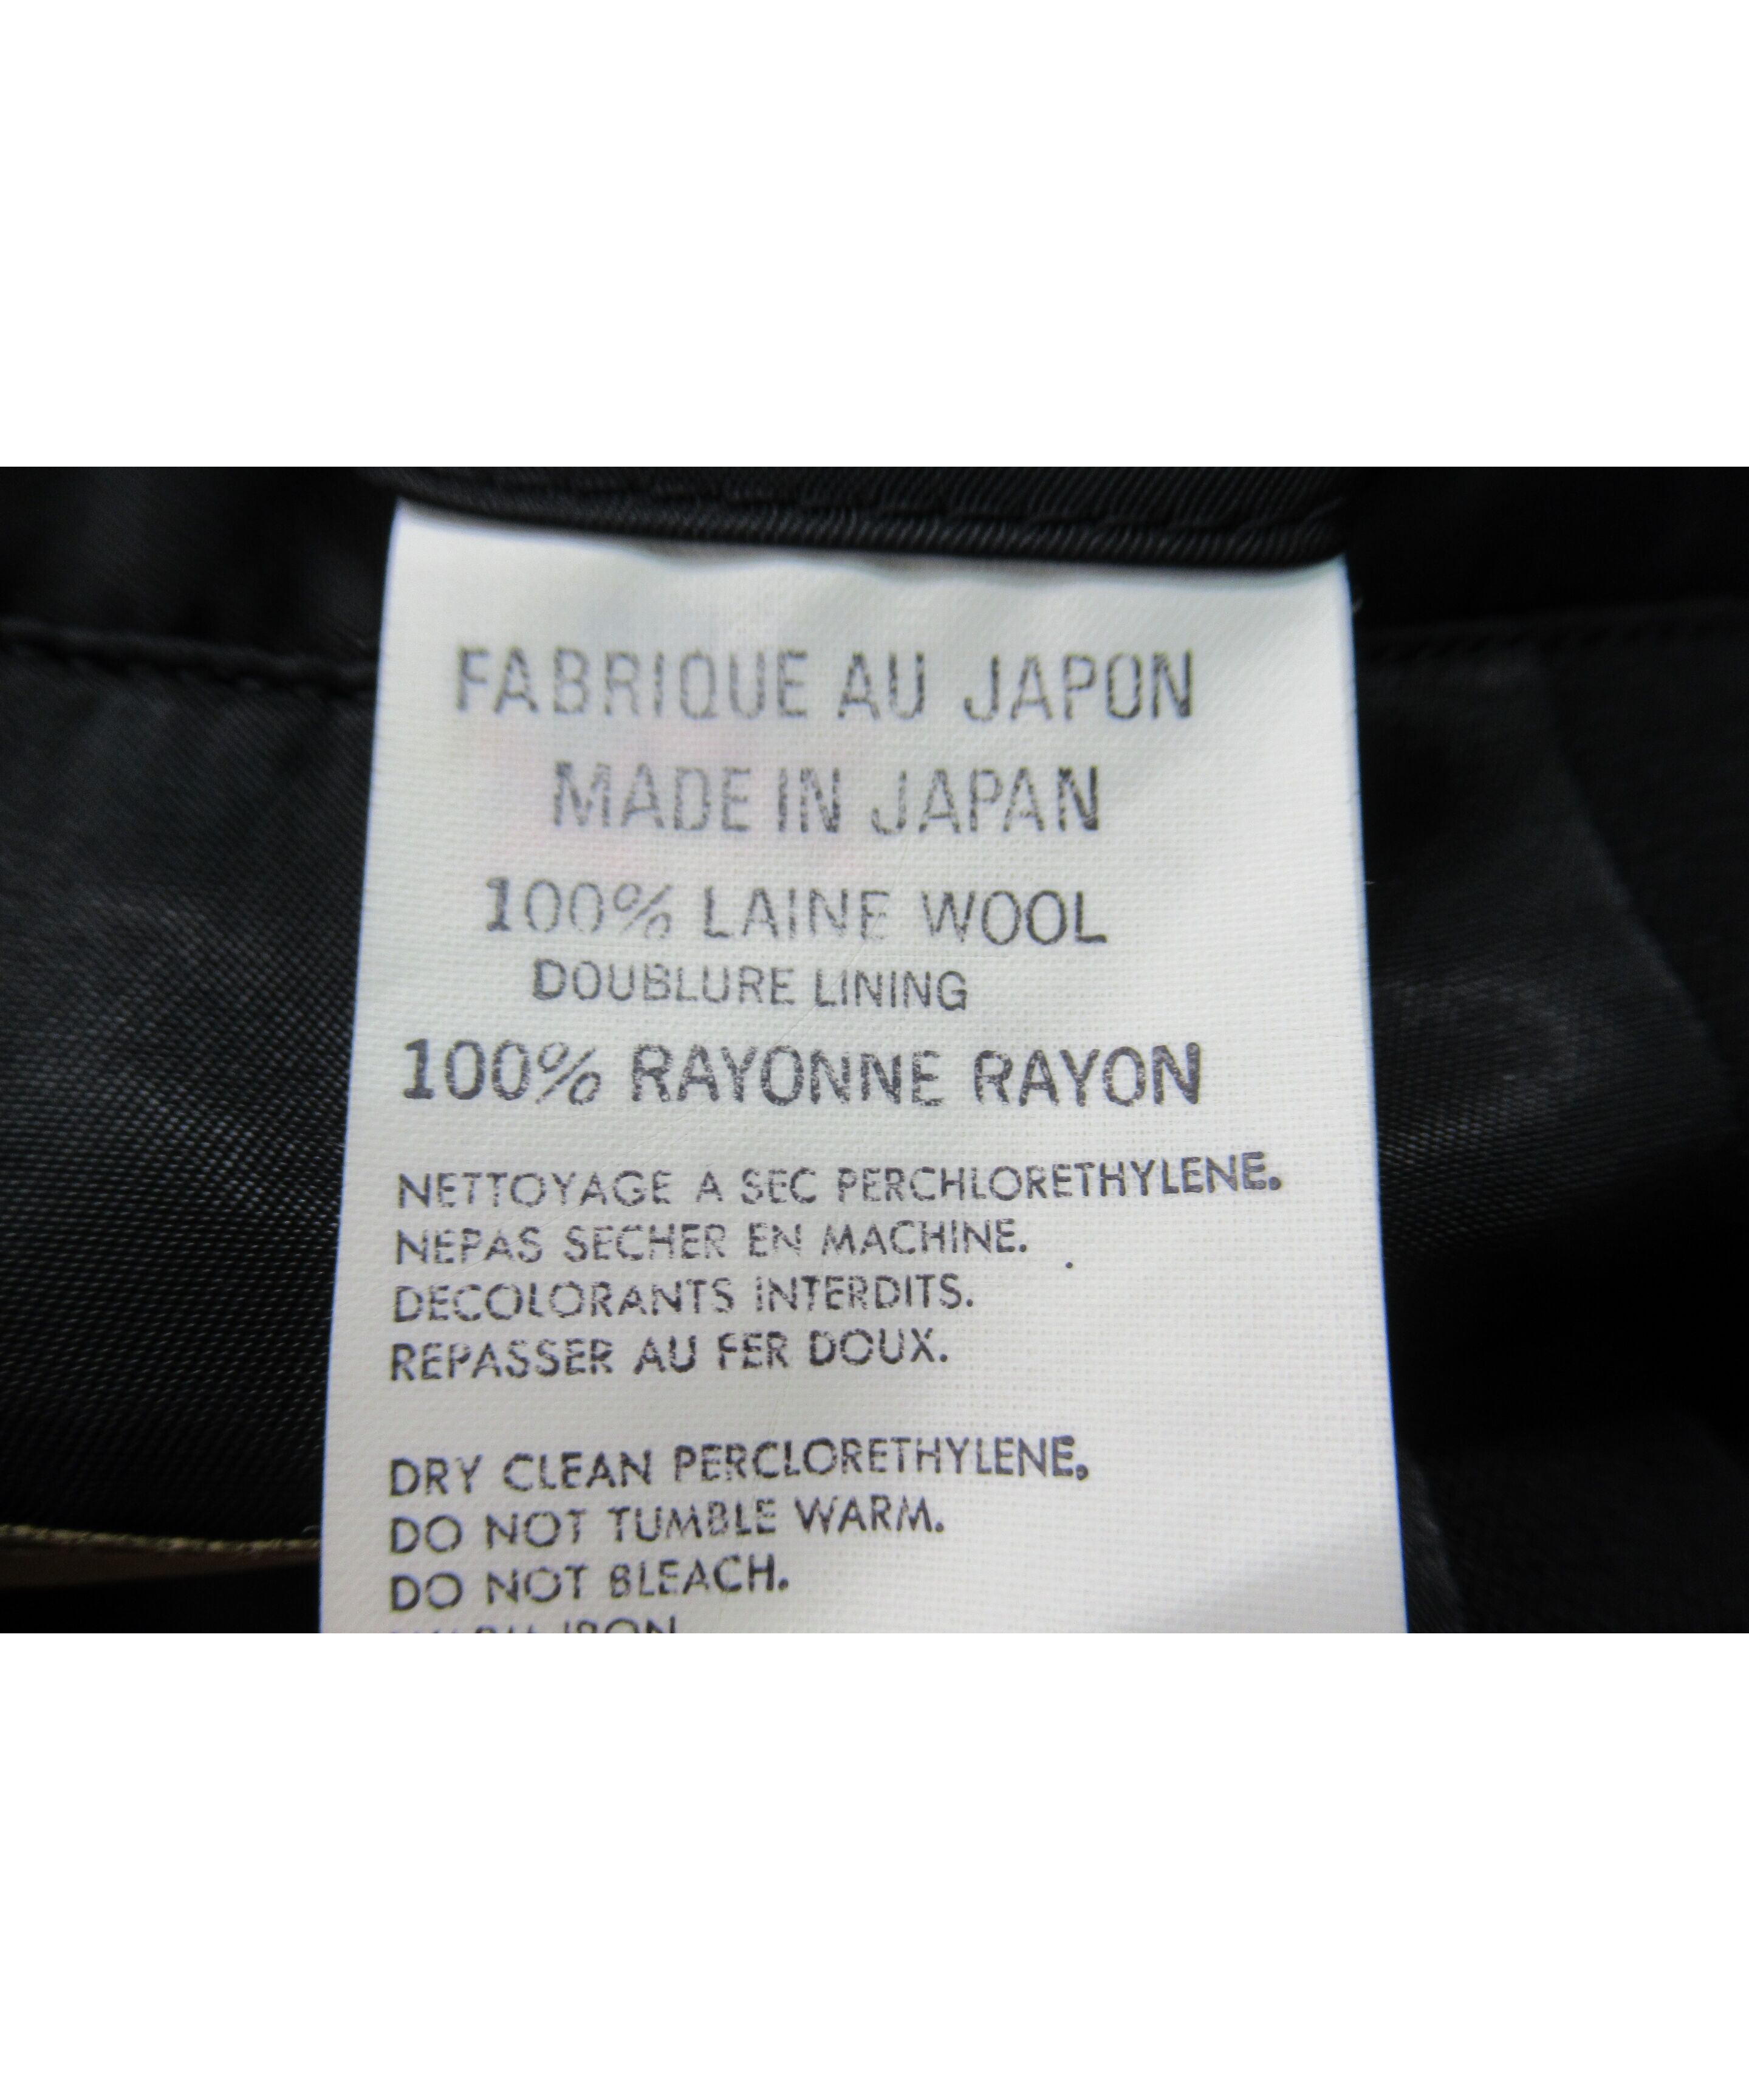 FABRIQUE AU JAPON
MADE IN JAPAN
100% LAINE WOOL
DOUBLURE LINING
100% RAYONNE RAYON
NETTOYAGE A SEC PERCHLORETHYLENE.
NEPAS SECHER EN MACHINE.
DECOLORANTS INTERDITS.
REPASSER AU FER DOUX.
DRY CLEAN PERCLORETHYLENE,
DO NOT TUMBLE WARM.
DO NOT BLEACH.
IRON